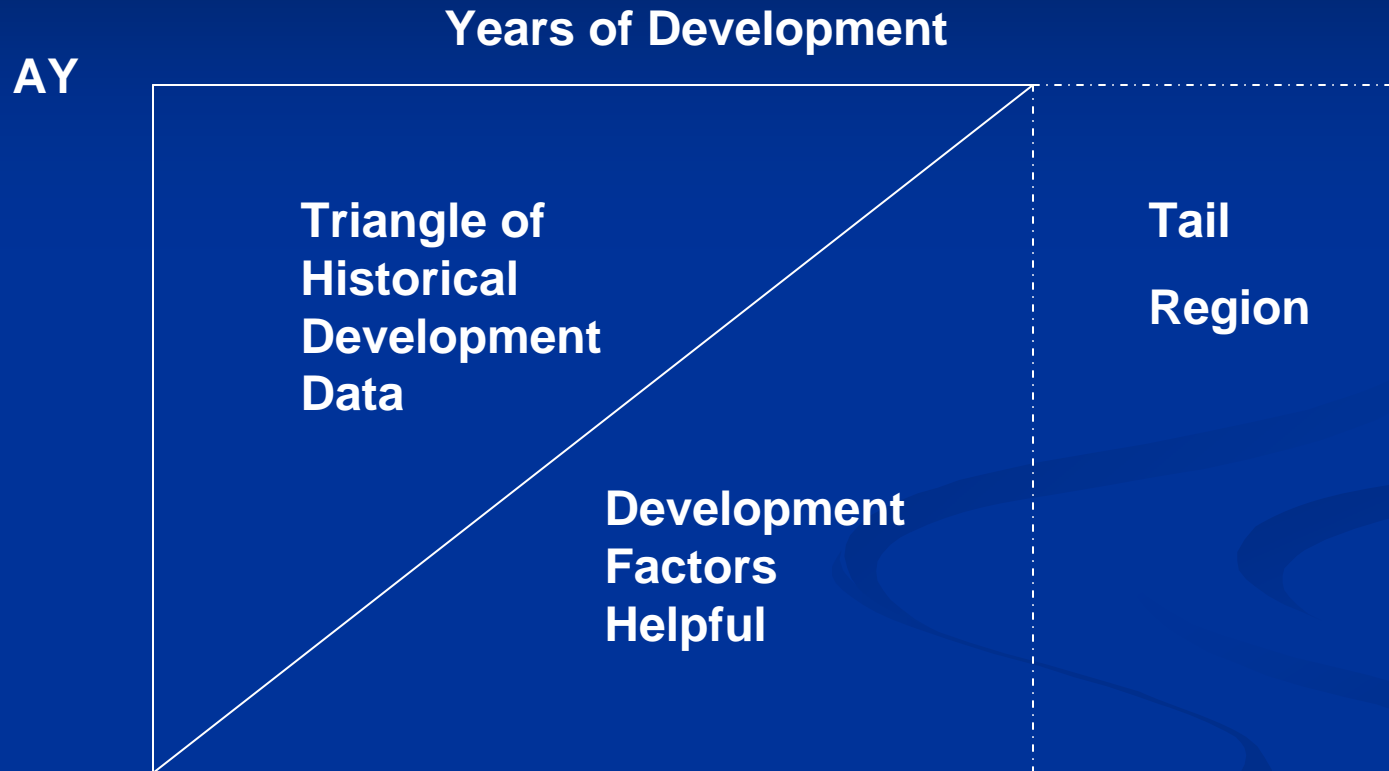 Years of Development
AY
Triangle of
Historical
Development
Data
Tail
Region
Development
Factors
Helpful